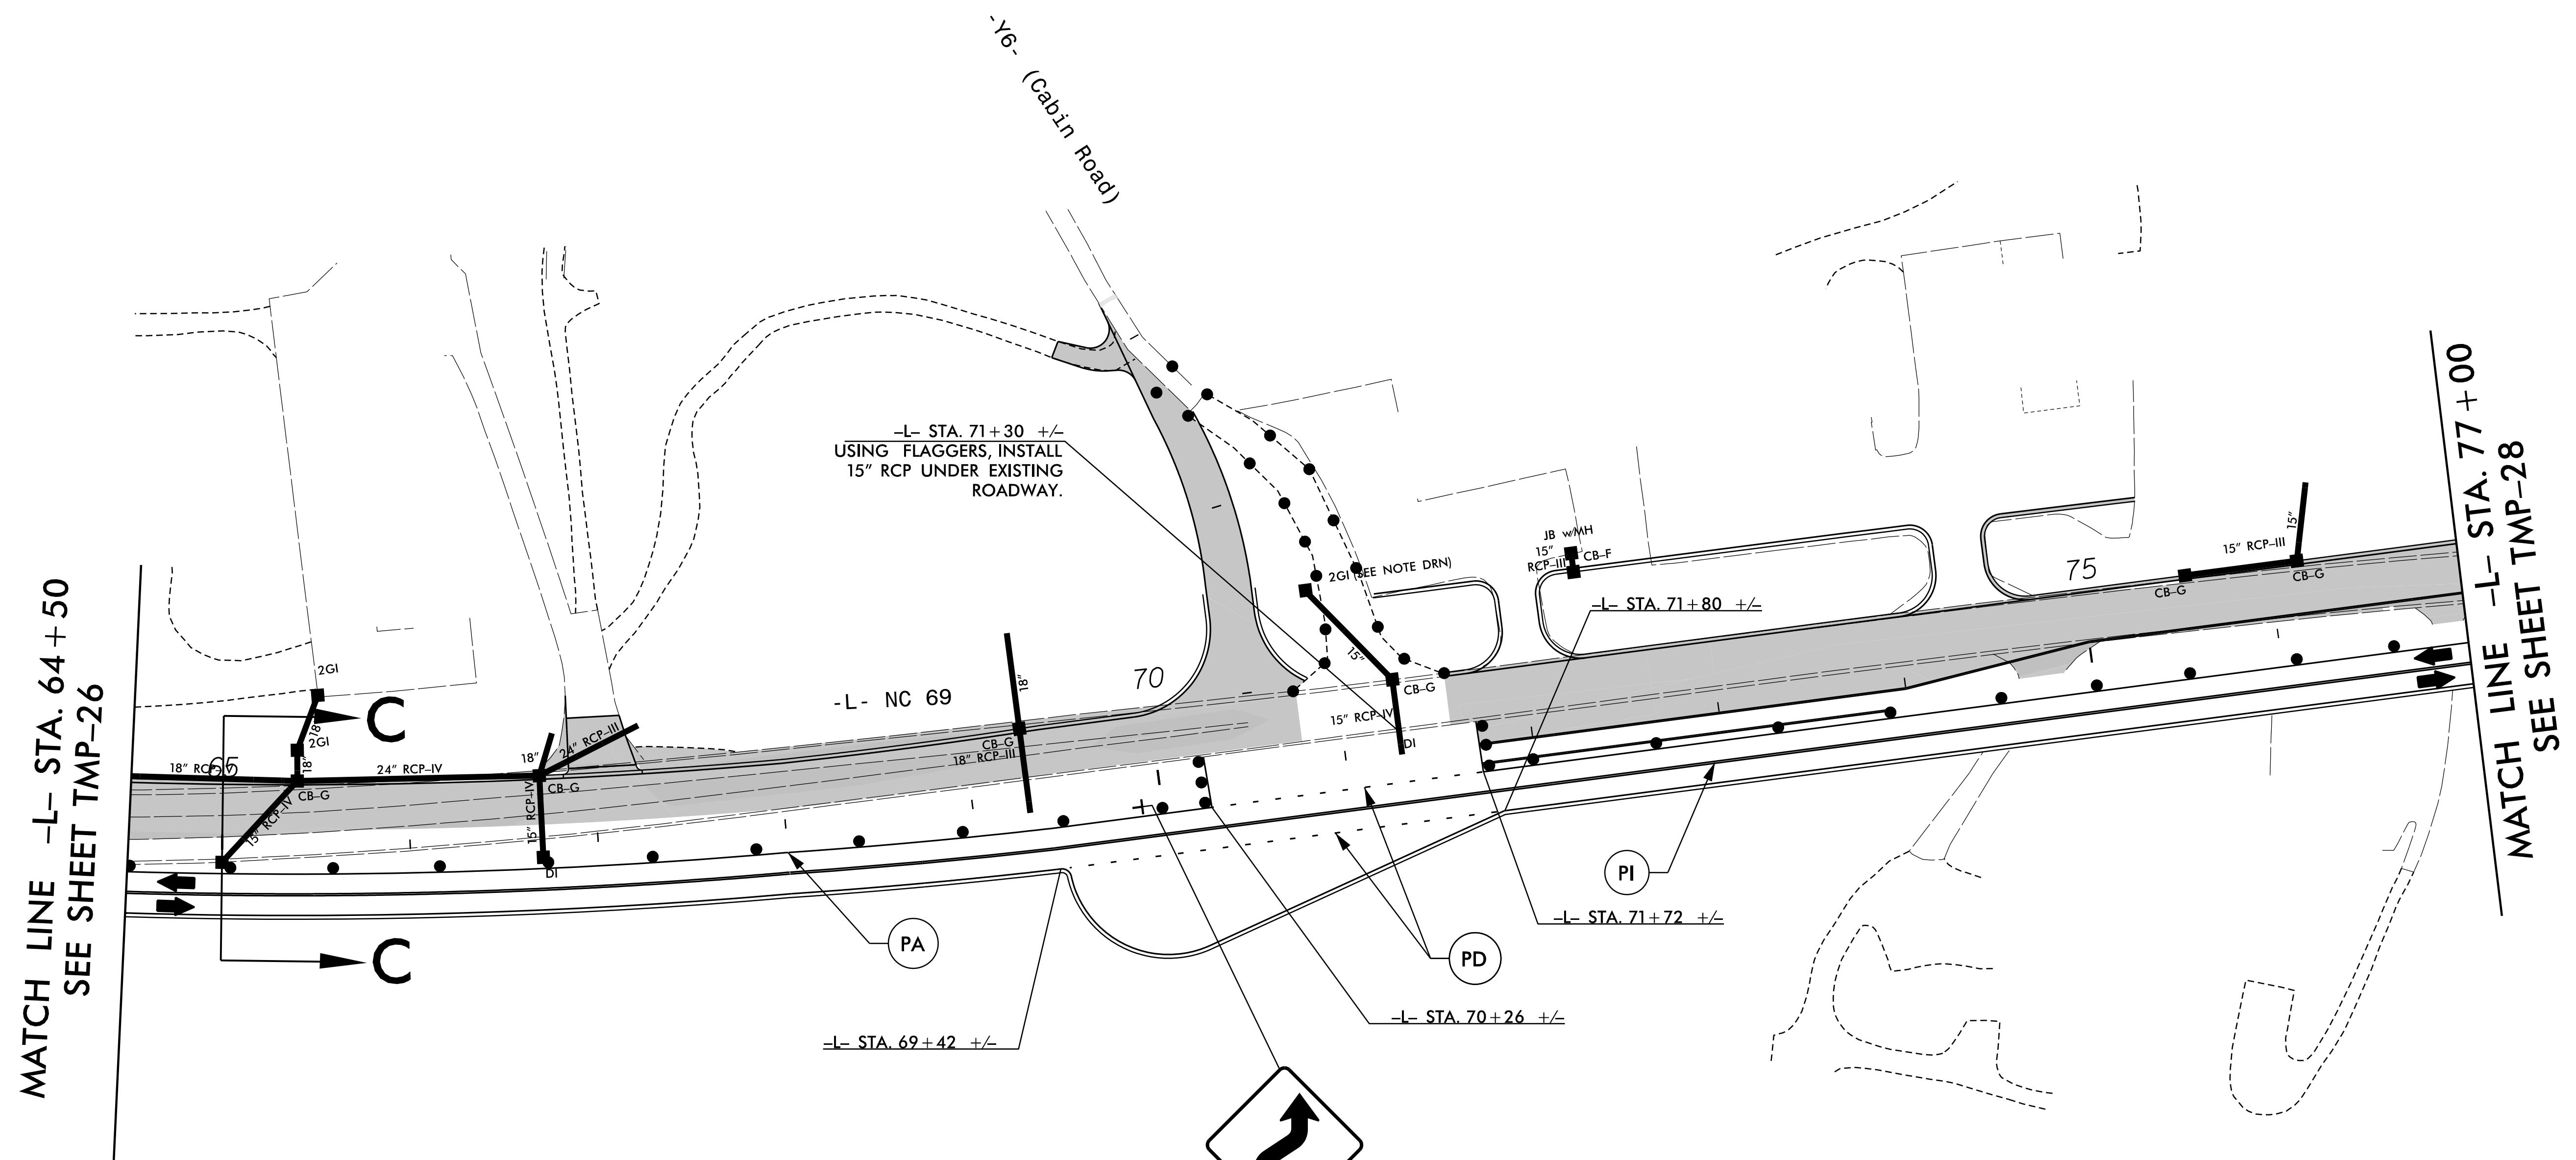 -Y6- (Cabin Road)
–L– STA. 71+30 +/–
USING FLAGGERS, INSTALL
15" RCP UNDER EXISTING
ROADWAY.
MATCH LINE –L– STA. 64+50
SEE SHEET TMP–26
MATCH LINE –L– STA. 77+00
SEE SHEET TMP–28
2GI
18"
2GI
18"
C
C
18" RCP–IV
65
24" RCP–IV
CB–G
15" RCP–IV
18"
24" RCP–III
CB–G
15" RCP–IV
DI
-L- NC 69
18"
CB–G
18" RCP–III
70
2GI (SEE NOTE DRN)
15"
CB–G
15" RCP–IV
DI
JB w/MH
15"
RCP–III
CB–F
–L– STA. 71+80 +/–
75
15" RCP–III
15"
CB–G
CB–G
PA
PI
PD
–L– STA. 71+72 +/–
–L– STA. 70+26 +/–
–L– STA. 69+42 +/–